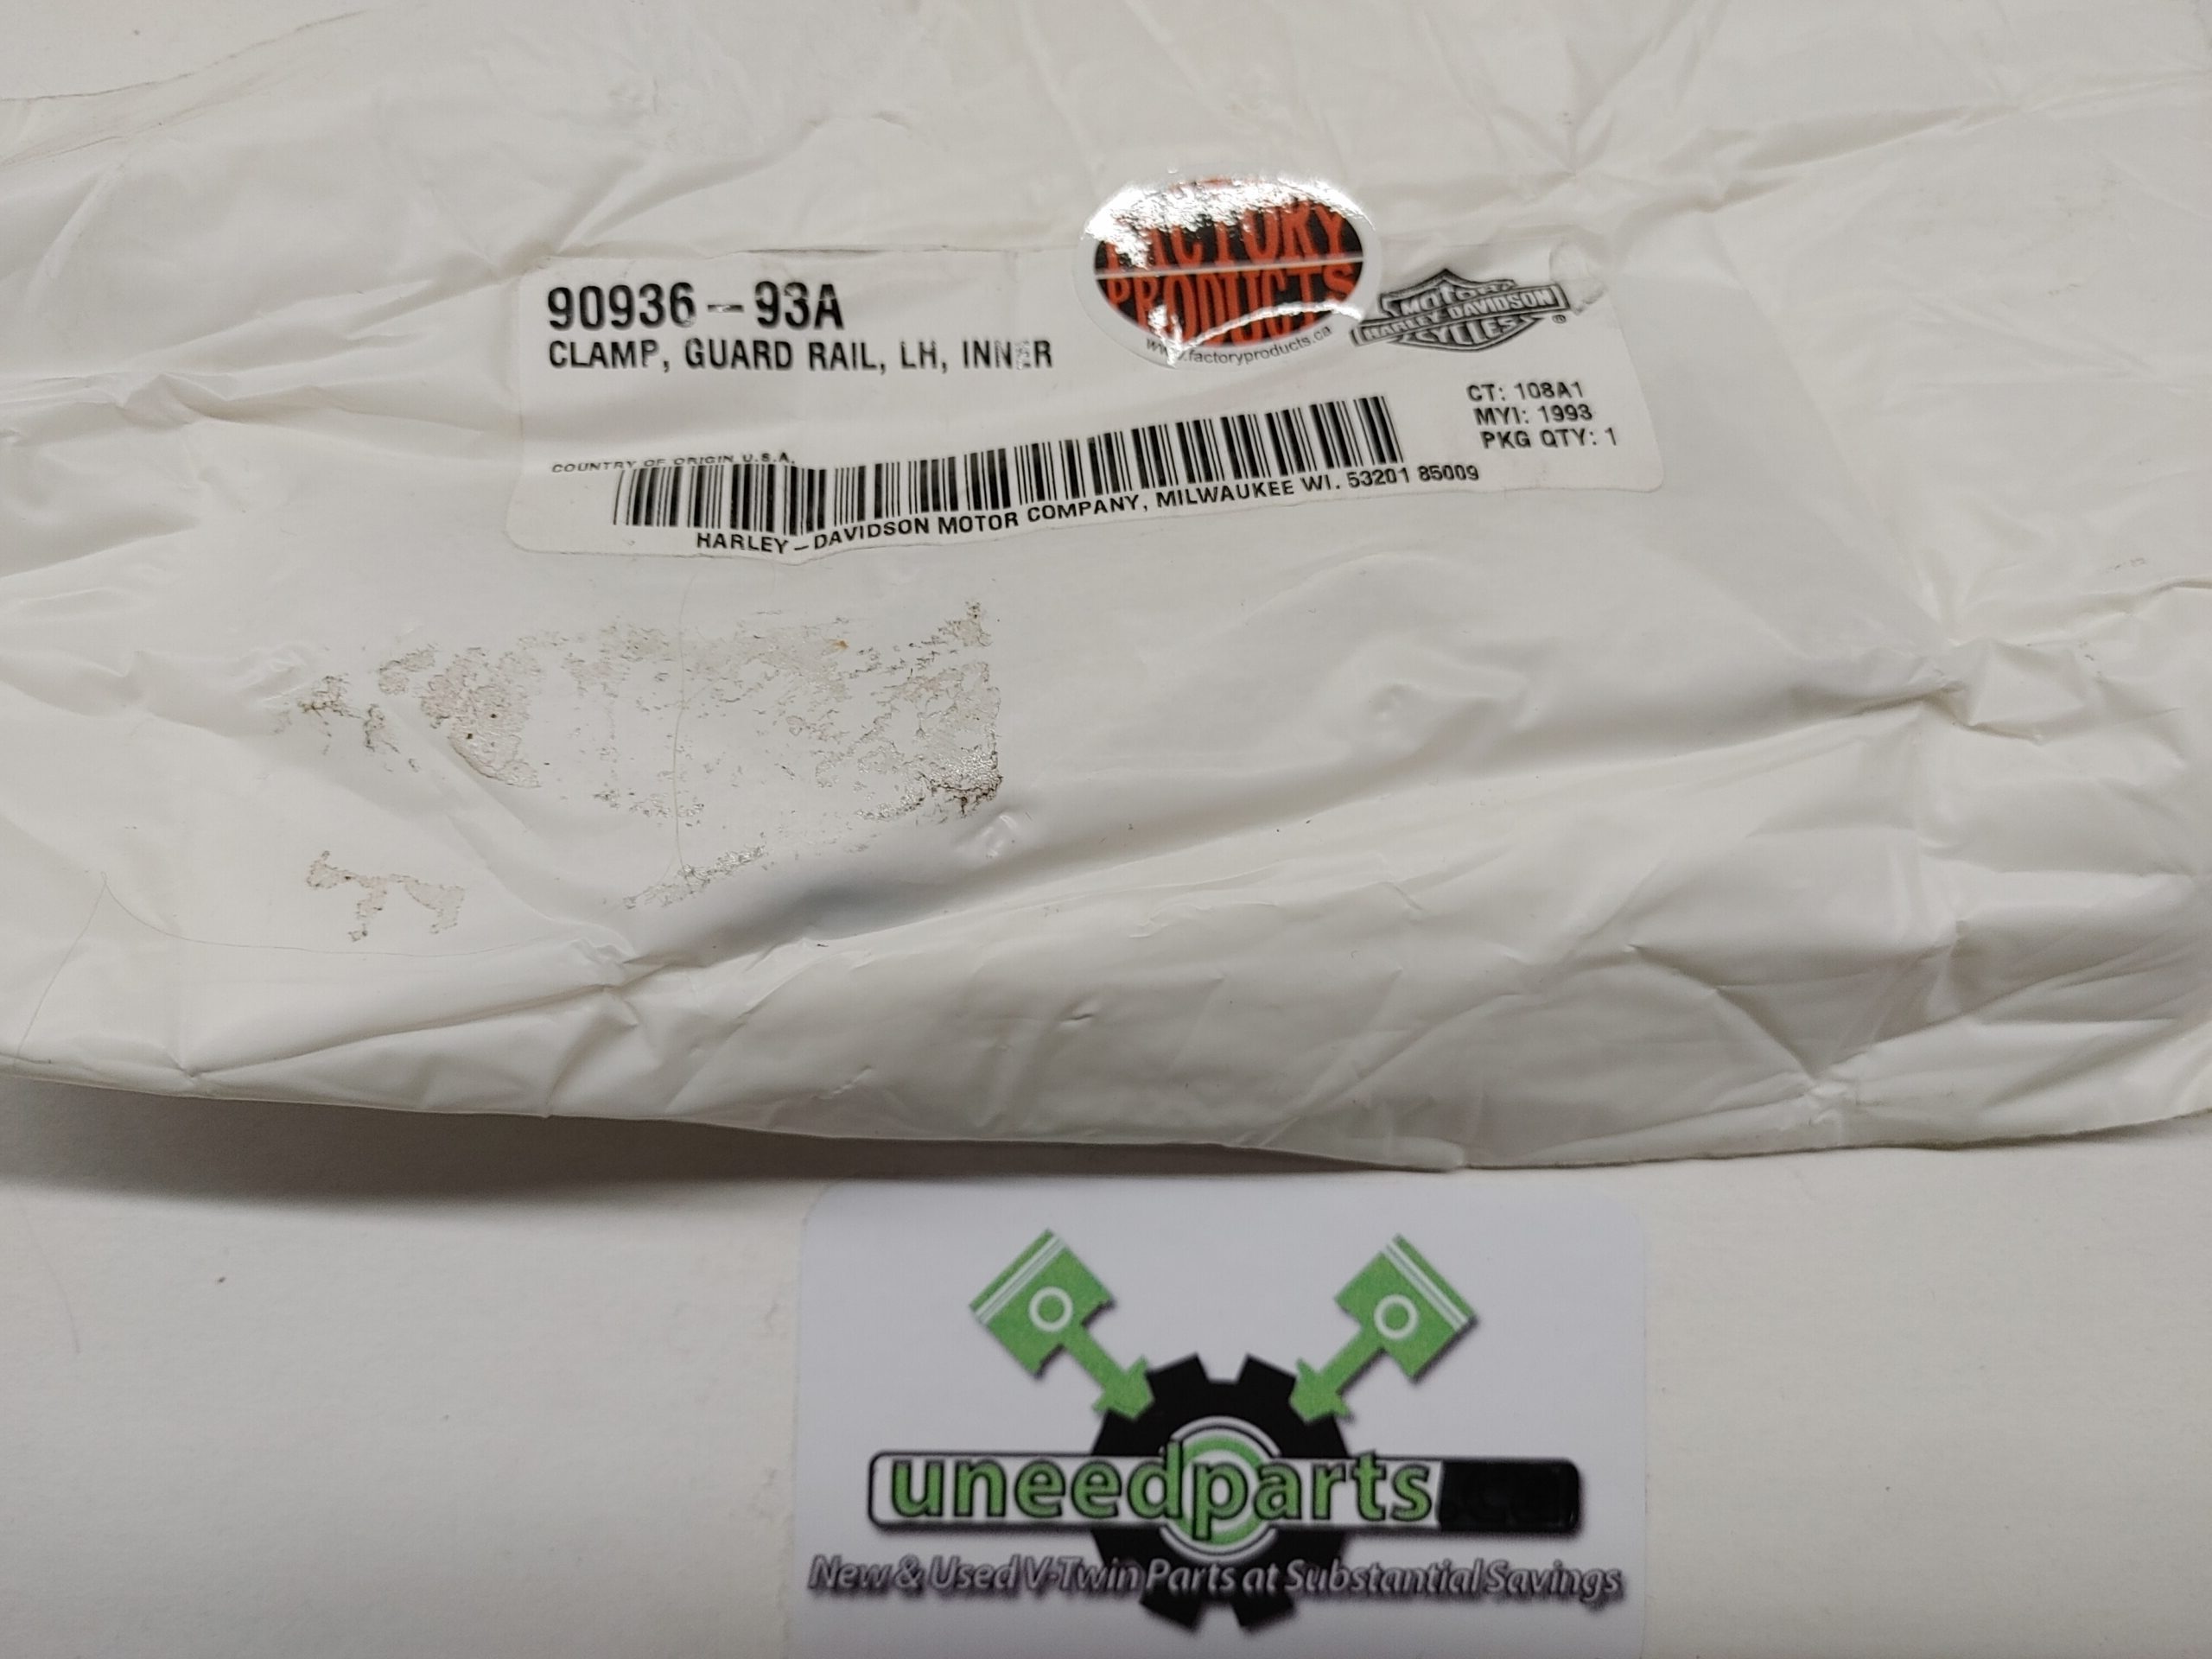 90936-93A
CLAMP, GUARD RAIL, LH, INNER
FACTORY
PRODUCTS
www.factoryproducts.ca
MOTOR
HARLEY-DAVIDSON
CYCLES
®
CT: 108A1
MYI: 1993
PKG QTY: 1
COUNTRY OF ORIGIN U.S.A.
HARLEY-DAVIDSON MOTOR COMPANY, MILWAUKEE WI. 53201 85009
uneedparts
New & Used V-Twin Parts at Substantial Savings